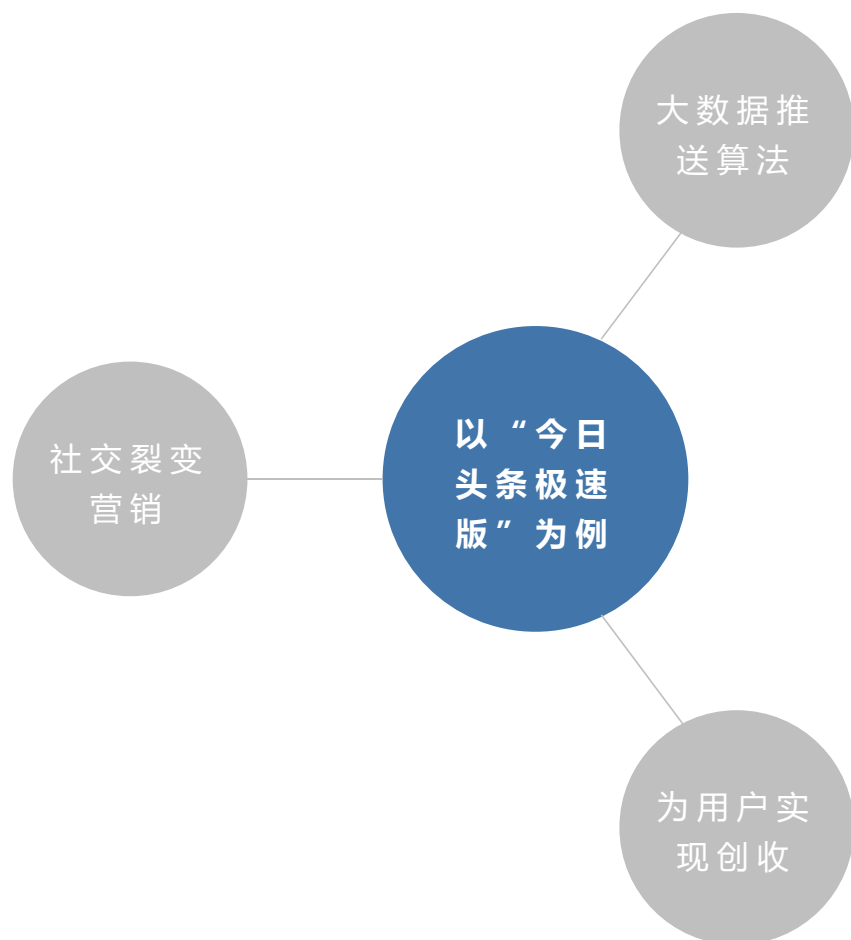 大数据推
送算法
社交裂变
营销
以“今日
头条极速
版”为例
为用户实
现创收